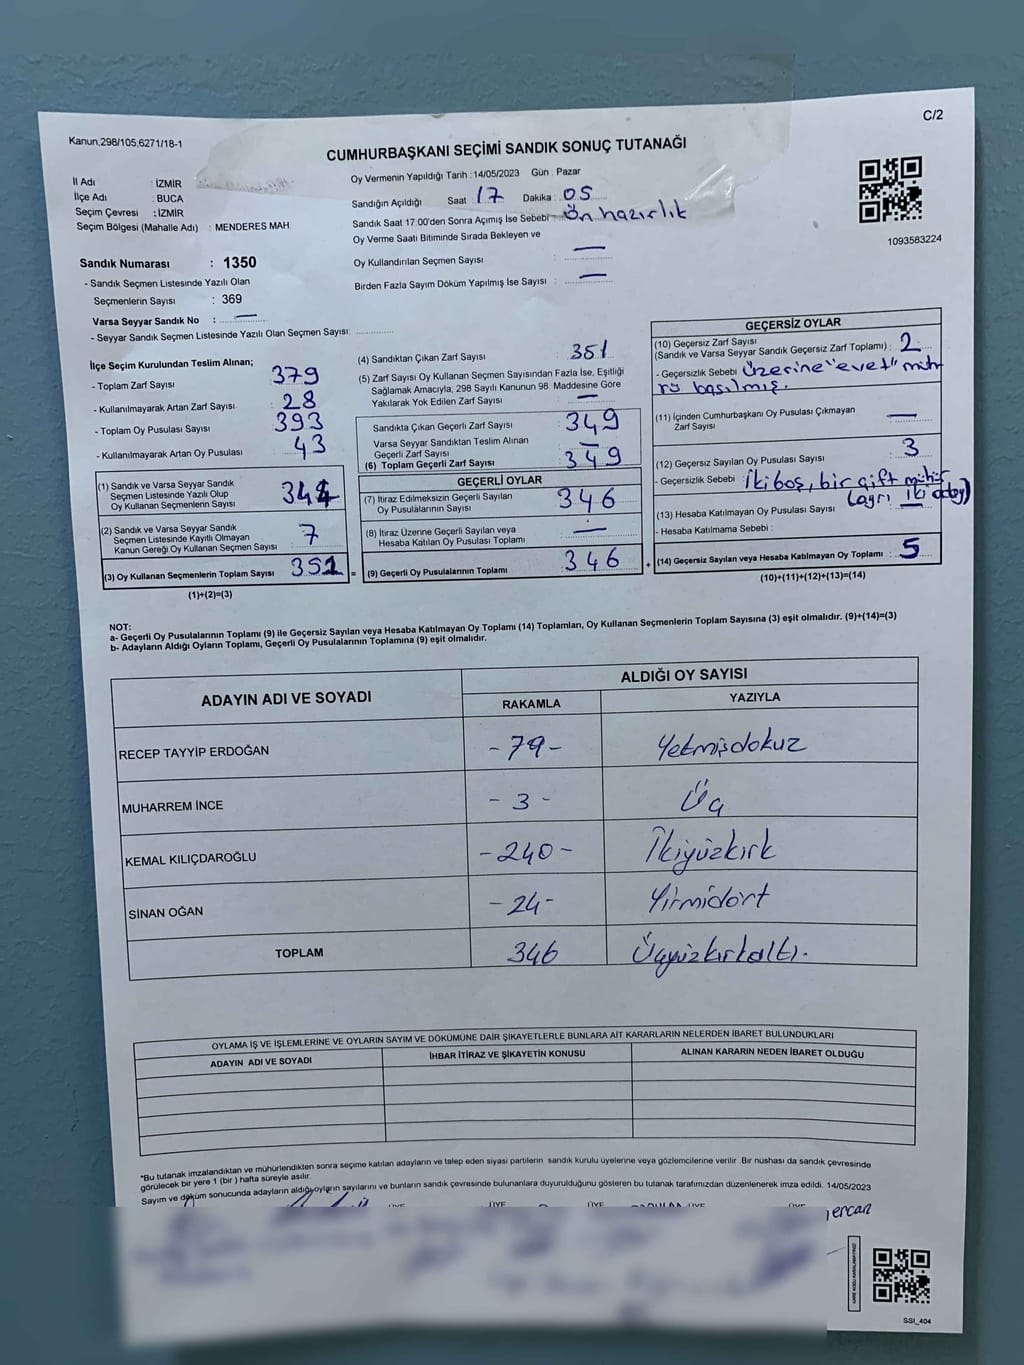 C/2
Kanun,298/105,6271/18-1
CUMHURBAŞKANI SEÇİMİ SANDIK SONUÇ TUTANAĞI
İl Adı : İZMİR
İlçe Adı : BUCA
Seçim Çevresi : İZMİR
Seçim Bölgesi (Mahalle Adı) : MENDERES MAH.
Sandık Numarası : 1350
- Sandık Seçmen Listesinde Yazılı Olan
Seçmenlerin Sayısı : 369
Varsa Seyyar Sandık No : —
- Seyyar Sandık Seçmen Listesinde Yazılı Olan Seçmen Sayısı:
Oy Vermenin Yapıldığı Tarih : 14/05/2023 Gün : Pazar
Sandığın Açıldığı Saat : 17 Dakika : 05
Sandık Saat 17:00'den Sonra Açımış İse Sebebi Ön hazırlık
Oy Verme Saati Bitiminde Sırada Bekleyen ve
Oy Kullandırılan Seçmen Sayısı : —
Birden Fazla Sayım Döküm Yapılmış İse Sayısı : —
1093583224
İlçe Seçim Kurulundan Teslim Alınan;
- Toplam Zarf Sayısı : 379
- Kullanılmayarak Artan Zarf Sayısı : 28
- Toplam Oy Pusulası Sayısı : 393
- Kullanılmayarak Artan Oy Pusulası : 43
(1) Sandık ve Varsa Seyyar Sandık
Seçmen Listesinde Yazılı Olup
Oy Kullanan Seçmenlerin Sayısı : 344
(2) Sandık ve Varsa Seyyar Sandık
Seçmen Listesinde Kayıtlı Olmayan
Kanun Gereği Oy Kullanan Seçmen Sayısı : 7
(3) Oy Kullanan Seçmenlerin Toplam Sayısı 351
(1)+(2)=(3)
(4) Sandıktan Çıkan Zarf Sayısı : 351
(5) Zarf Sayısı Oy Kullanan Seçmen Sayısından Fazla İse, Eşitliği
Sağlamak Amacıyla, 298 Sayılı Kanunun 98. Maddesine Göre
Yakılarak Yok Edilen Zarf Sayısı : —
Sandıkta Çıkan Geçerli Zarf Sayısı : 349
Varsa Seyyar Sandıktan Teslim Alınan
Geçerli Zarf Sayısı : —
(6) Toplam Geçerli Zarf Sayısı : 349
GEÇERLİ OYLAR
(7) İtiraz Edilmeksizin Geçerli Sayılan
Oy Pusulalarının Sayısı : 346
(8) İtiraz Üzerine Geçerli Sayılan veya
Hesaba Katılan Oy Pusulası Toplamı : —
= (9) Geçerli Oy Pusulalarının Toplamı : 346
GEÇERSİZ OYLAR
(10) Geçersiz Zarf Sayısı
(Sandık ve Varsa Seyyar Sandık Geçersiz Zarf Toplamı) : 2
- Geçersizlik Sebebi : Üzerine "evet" müh-
rü basılmış.
(11) İçinden Cumhurbaşkanı Oy Pusulası Çıkmayan
Zarf Sayısı : —
(12) Geçersiz Sayılan Oy Pusulası Sayısı : 3
- Geçersizlik Sebebi : İki boş, bir çift mühür
(ayrı iki aday)
(13) Hesaba Katılmayan Oy Pusulası Sayısı : —
- Hesaba Katılmama Sebebi :
+ (14) Geçersiz Sayılan veya Hesaba Katılmayan Oy Toplamı : 5
(10)+(11)+(12)+(13)=(14)
NOT:
a- Geçerli Oy Pusulalarının Toplamı (9) ile Geçersiz Sayılan veya Hesaba Katılmayan Oy Toplamı (14) Toplamları, Oy Kullanan Seçmenlerin Toplam Sayısına (3) eşit olmalıdır. (9)+(14)=(3)
b- Adayların Aldığı Oyların Toplamı, Geçerli Oy Pusulalarının Toplamına (9) eşit olmalıdır.
ADAYIN ADI VE SOYADI ALDIĞI OY SAYISI
RAKAMLA YAZIYLA
RECEP TAYYİP ERDOĞAN -79- Yetmişdokuz
MUHARREM İNCE -3- Üç
KEMAL KILIÇDAROĞLU -240- İkiyüzkırk
SİNAN OĞAN -24- Yirmidört
TOPLAM 346 Üçyüzkırkaltı.
OYLAMA İŞ VE İŞLEMLERİNE VE OYLARIN SAYIM VE DÖKÜMÜNE DAİR ŞİKAYETLERLE BUNLARA AİT KARARLARIN NELERDEN İBARET BULUNDUKLARI
ADAYIN ADI VE SOYADI İHBAR İTİRAZ VE ŞİKAYETİN KONUSU ALINAN KARARIN NEDEN İBARET OLDUĞU
"Bu tutanak imzalandıktan ve mühürlendikten sonra seçime katılan adayların ve talep eden siyasi partilerin sandık kurulu üyelerine veya gözlemcilerine verilir. Bir nüshası da sandık çevresinde
görülecek bir yere 1 (bir) hafta süreyle asılır.
Sayım ve döküm sonucunda adayların aldığı oyların sayılarını ve bunların sandık çevresinde bulunanlara duyurulduğunu gösteren bu tutanak tarafımızdan düzenlenerek imza edildi. 14/05/2023
ÜYE ÜYE ÜYE ÜYE
ercan
SSİ_404